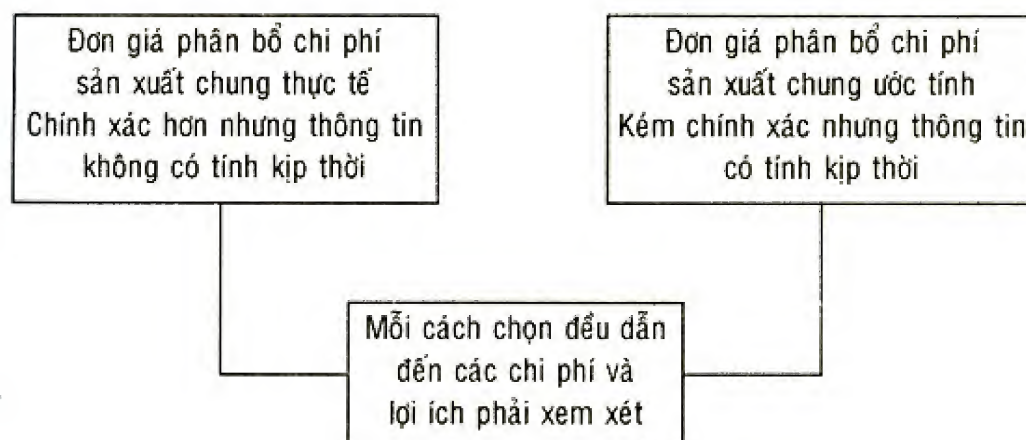 Đơn giá phân bổ chi phí
sản xuất chung thực tế
Chính xác hơn nhưng thông tin
không có tính kịp thời
Đơn giá phân bổ chi phí
sản xuất chung ước tính
Kém chính xác nhưng thông tin
có tính kịp thời
Mỗi cách chọn đều dẫn
đến các chi phí và
lợi ích phải xem xét